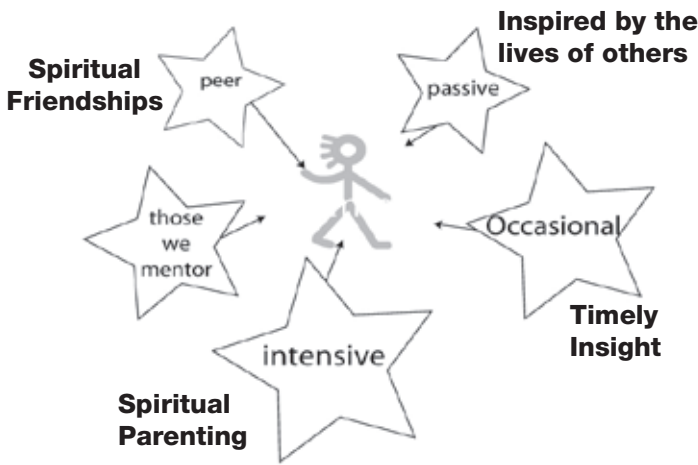 Spiritual
Friendships
peer
Inspired by the
lives of others
passive
those
we
mentor
Occasional
Timely
Insight
intensive
Spiritual
Parenting